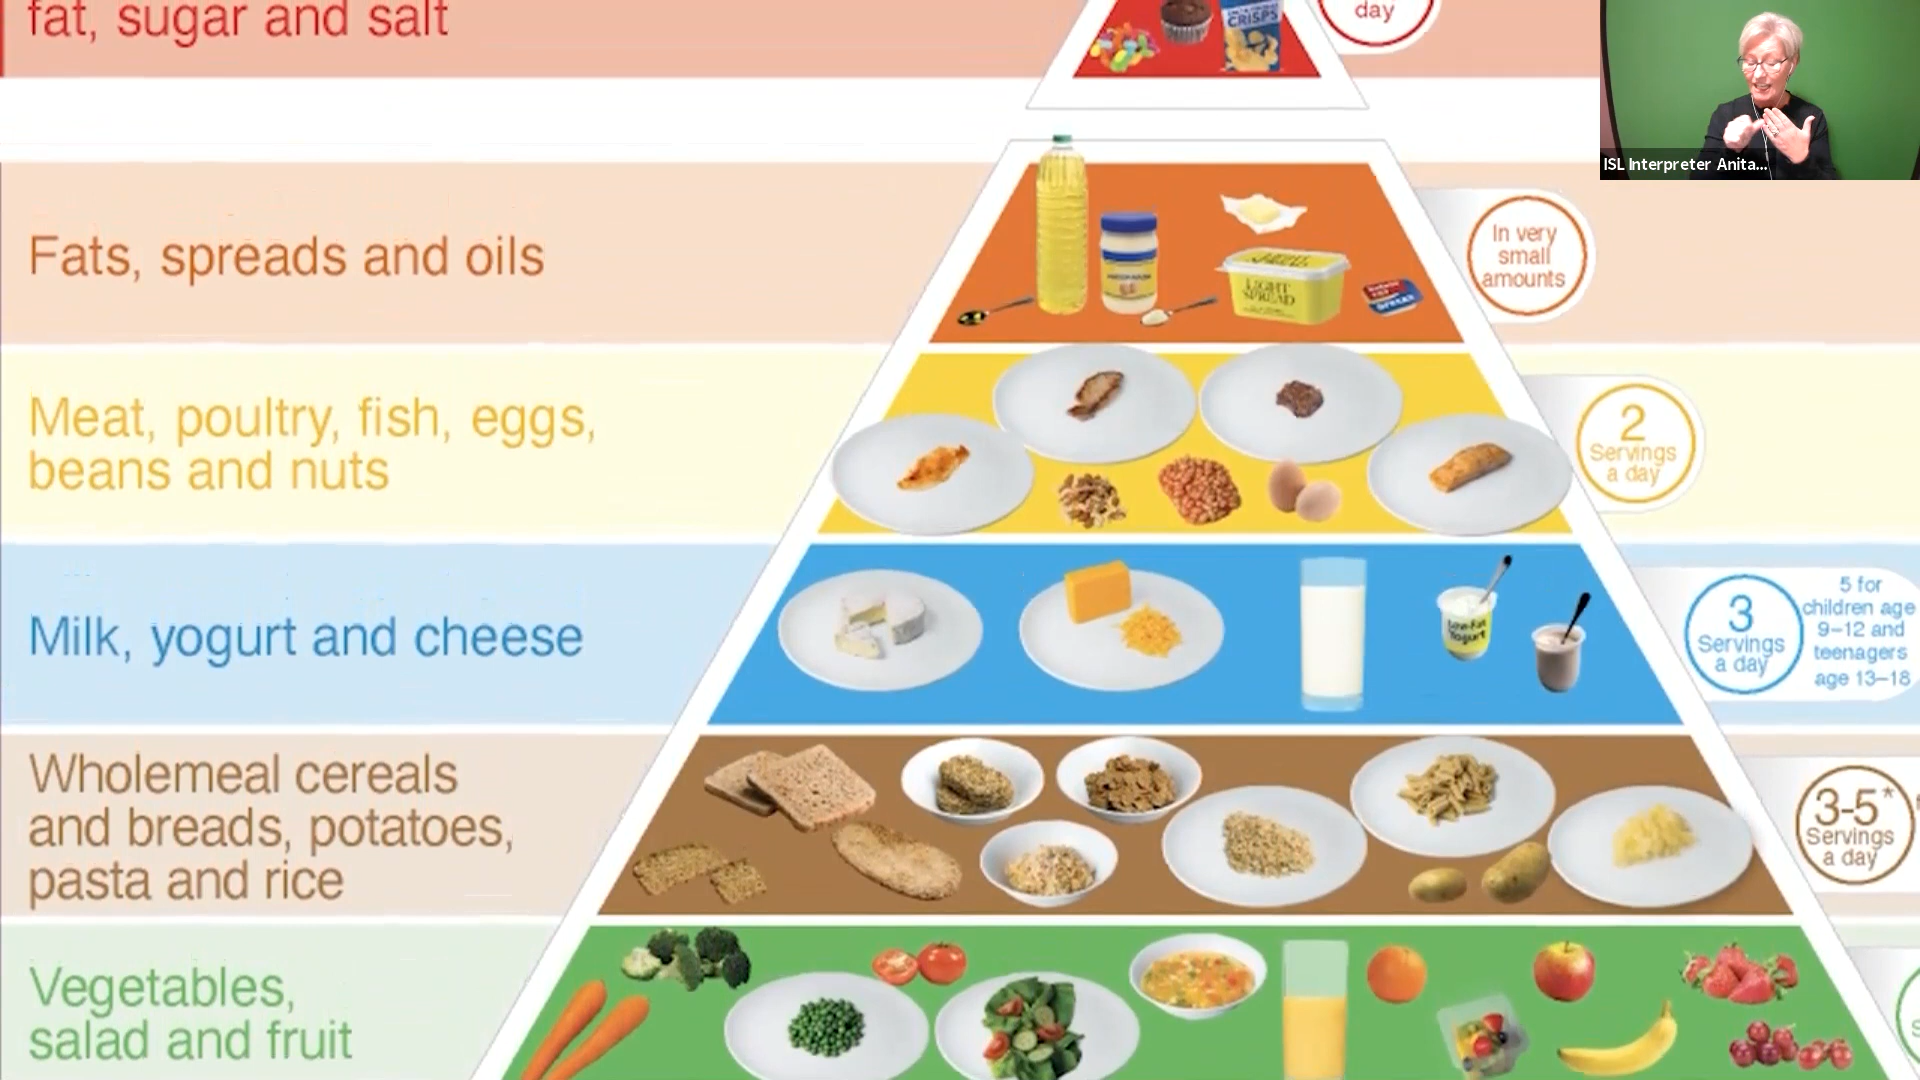 fat, sugar and salt
CRISPS
day
ISL Interpreter Anita...
Fats, spreads and oils
LIGHT
SPREAD
In very
small
amounts
Meat, poultry, fish, eggs,
beans and nuts
2
Servings
a day
Milk, yogurt and cheese
Low-Fat
Yogurt
3
Servings
a day
5 for
children age
9–12 and
teenagers
age 13–18
Wholemeal cereals
and breads, potatoes,
pasta and rice
3-5*
Servings
a day
Vegetables,
salad and fruit